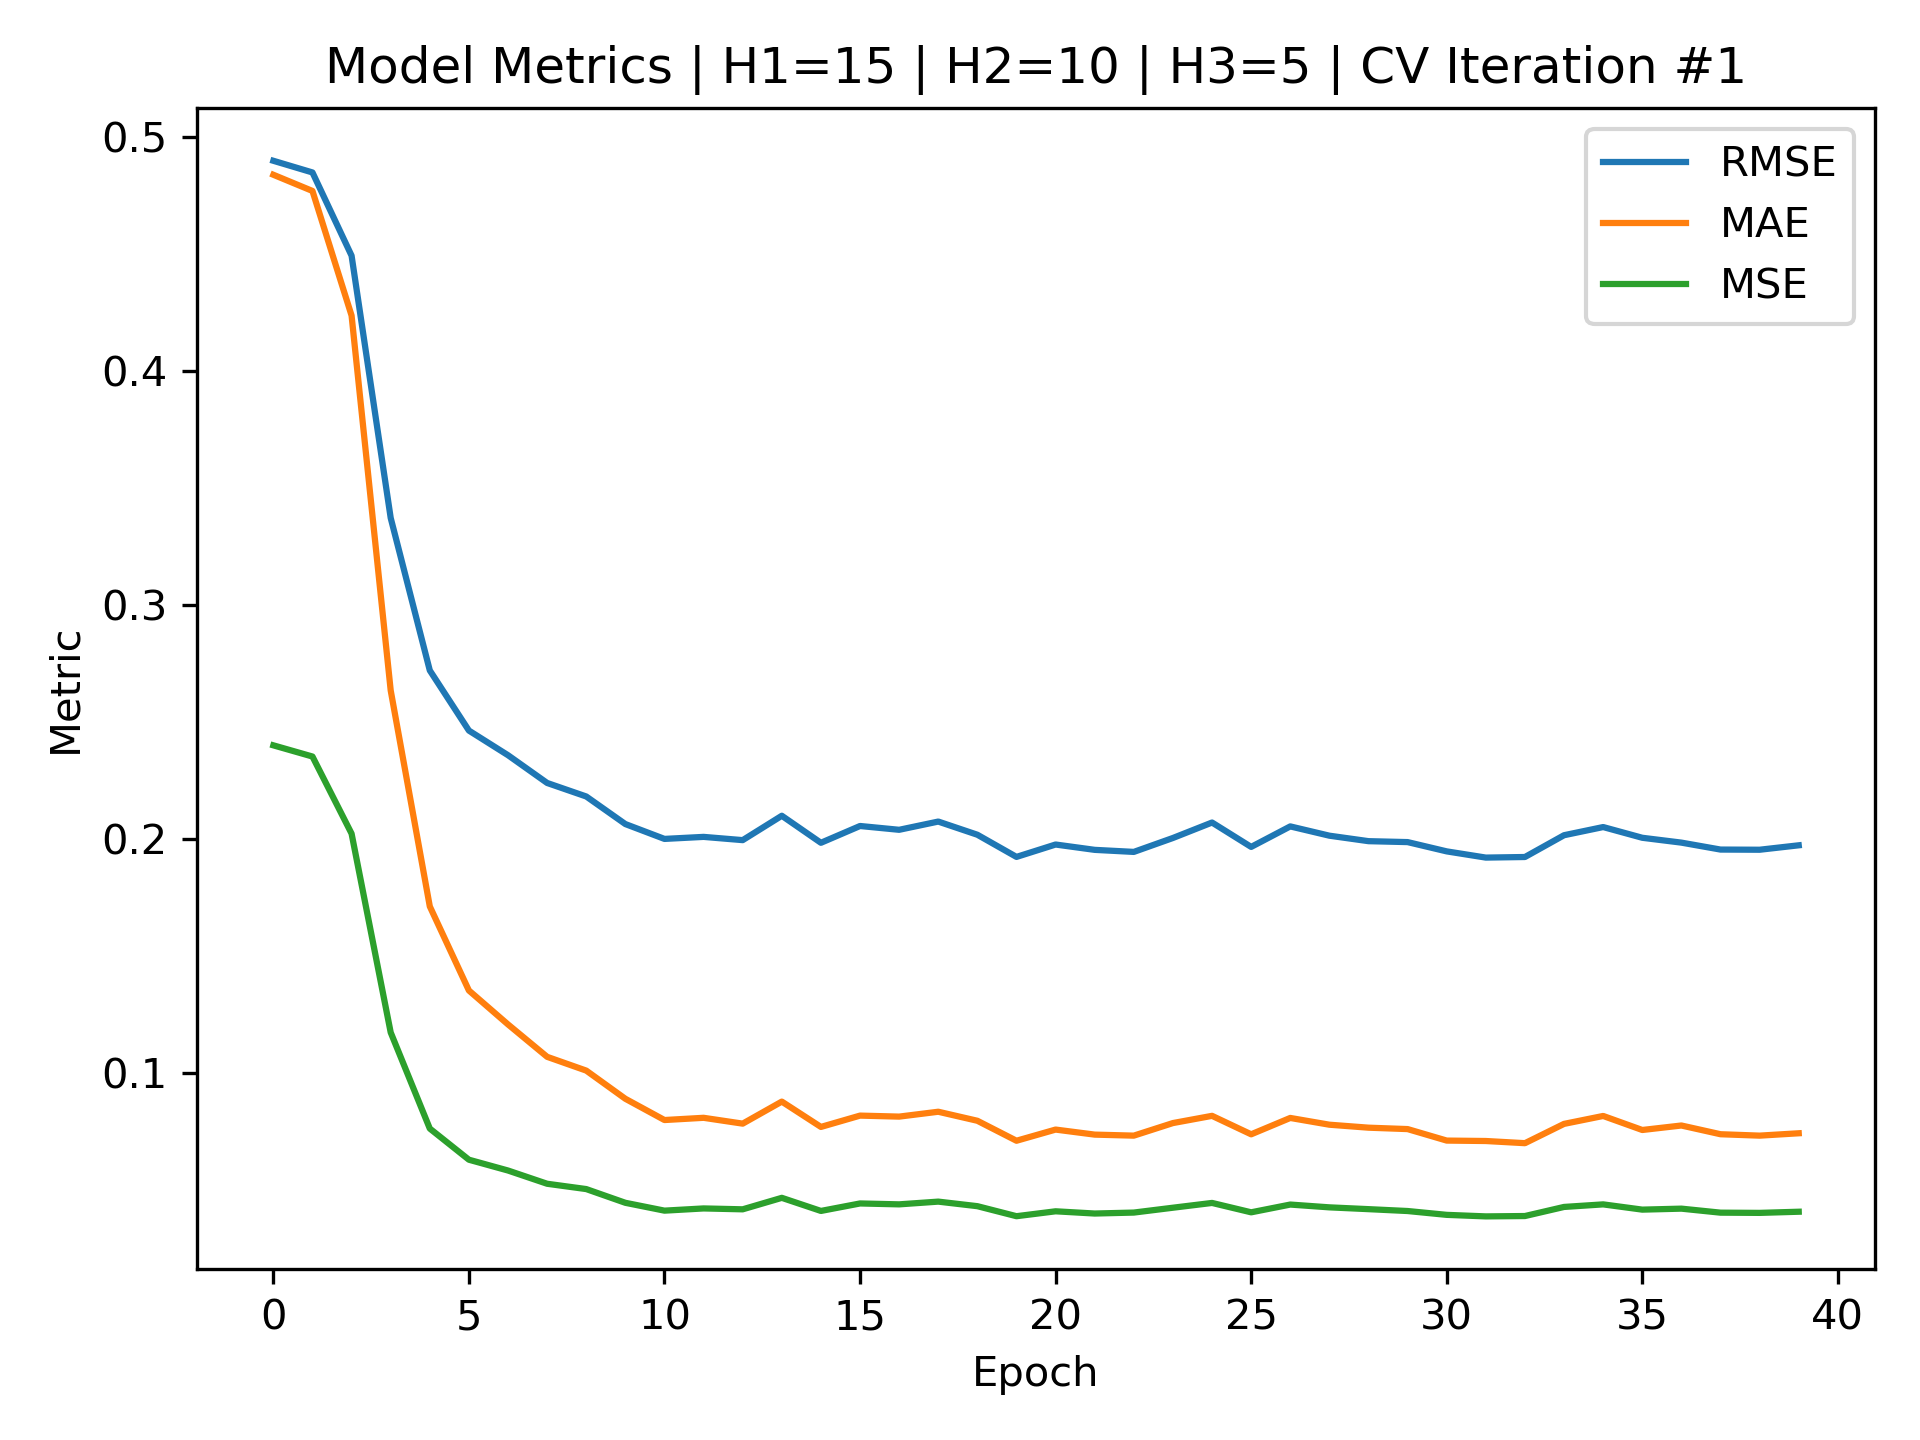 Model Metrics | H1=15 | H2=10 | H3=5 | CV Iteration #1
RMSE
MAE
MSE
Metric
0.5
0.4
0.3
0.2
0.1
0 5 10 15 20 25 30 35 40
Epoch